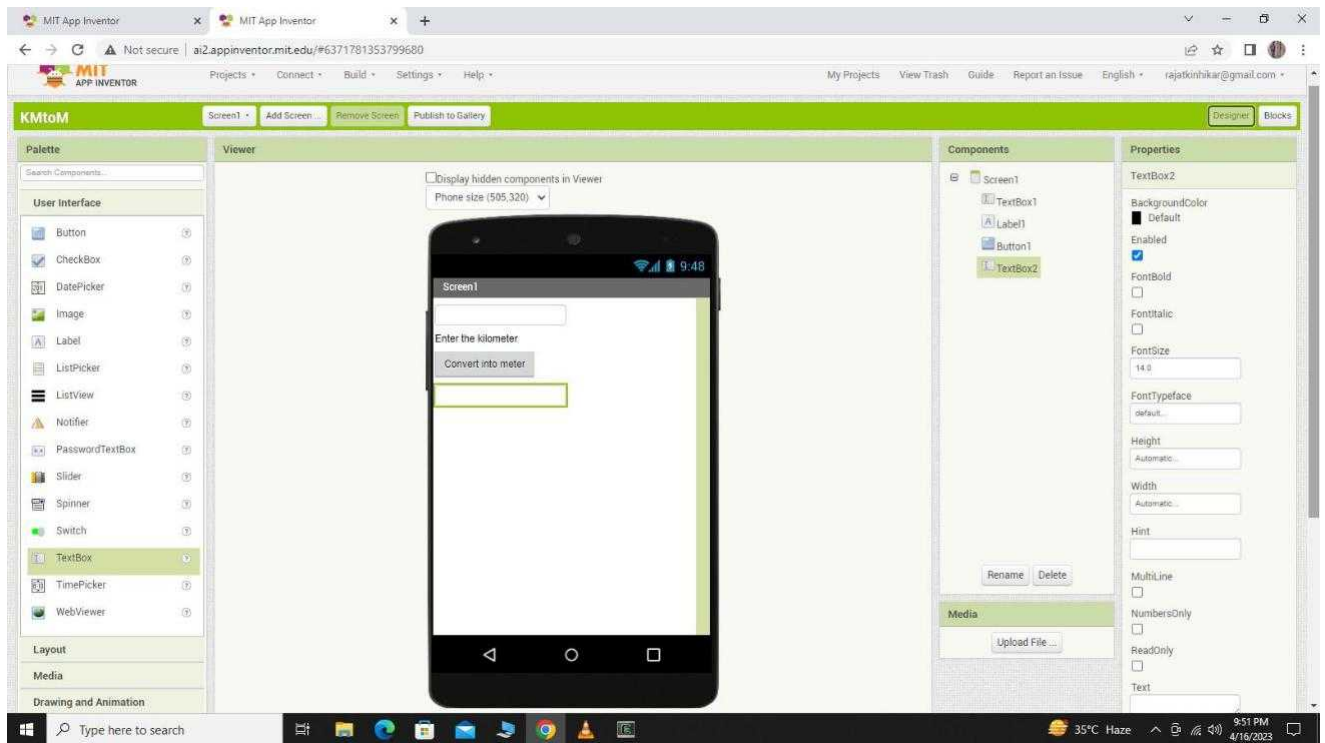 MIT App Inventor
MIT App Inventor
Not secure | ai2.appinventor.mit.edu/#6371781353799680
MIT
APP INVENTOR
Projects
Connect
Build
Settings
Help
My Projects
View Trash
Guide
Report an Issue
English
rajatkinhikar@gmail.com
KMtoM
Screen1
Add Screen ...
Remove Screen
Publish to Gallery
Designer
Blocks
Palette
Search Components...
User Interface
Button
CheckBox
DatePicker
Image
Label
ListPicker
ListView
Notifier
PasswordTextBox
Slider
Spinner
Switch
TextBox
TimePicker
WebViewer
Layout
Media
Drawing and Animation
Viewer
Display hidden components in Viewer
Phone size (505,320)
9:48
Screen1
Enter the kilometer
Convert into meter
Components
Screen1
TextBox1
Label1
Button1
TextBox2
Rename
Delete
Media
Upload File ...
Properties
TextBox2
BackgroundColor
Default
Enabled
FontBold
FontItalic
FontSize
14.0
FontTypeface
default...
Height
Automatic...
Width
Automatic...
Hint
MultiLine
NumbersOnly
ReadOnly
Text
Type here to search
35°C Haze
9:51 PM
4/16/2023